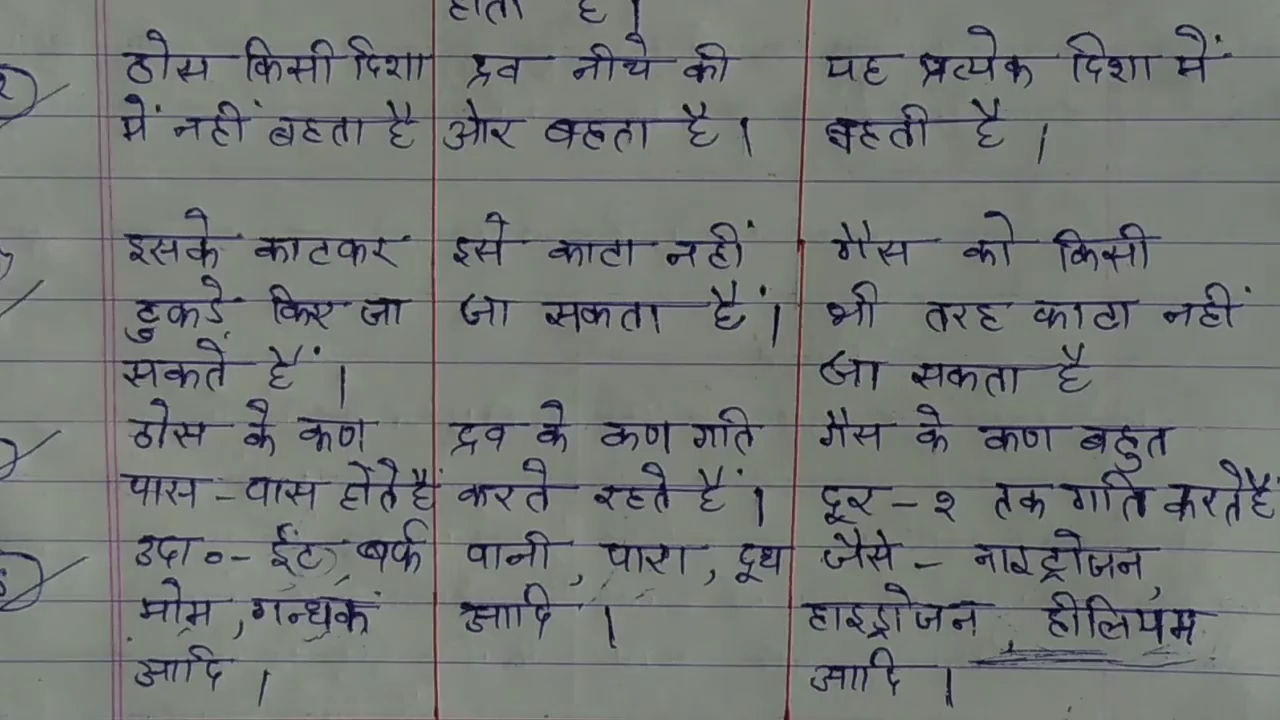 होता है।
ठोस किसी दिशा
में नहीं बहता है
द्रव नीचे की
ओर बहता है।
यह प्रत्येक दिशा में
बहती है।
इसके काटकर
टुकड़े किए जा
सकतें हैं।
इसे काटा नहीं
जा सकता हैं।
गैस को किसी
भी तरह काटा नहीं
जा सकता है
ठोस के कण
पास-पास होते है
द्रव के कण गति
करते रहते हैं।
गैस के कण बहुत
दूर-२ तक गति करते हैं
उदा०- ईंट, बर्फ
मोम, गन्धक
आदि।
पानी, पारा, दूध
आदि।
जैसे- नाइट्रोजन,
हाइड्रोजन, हीलियम
आदि।